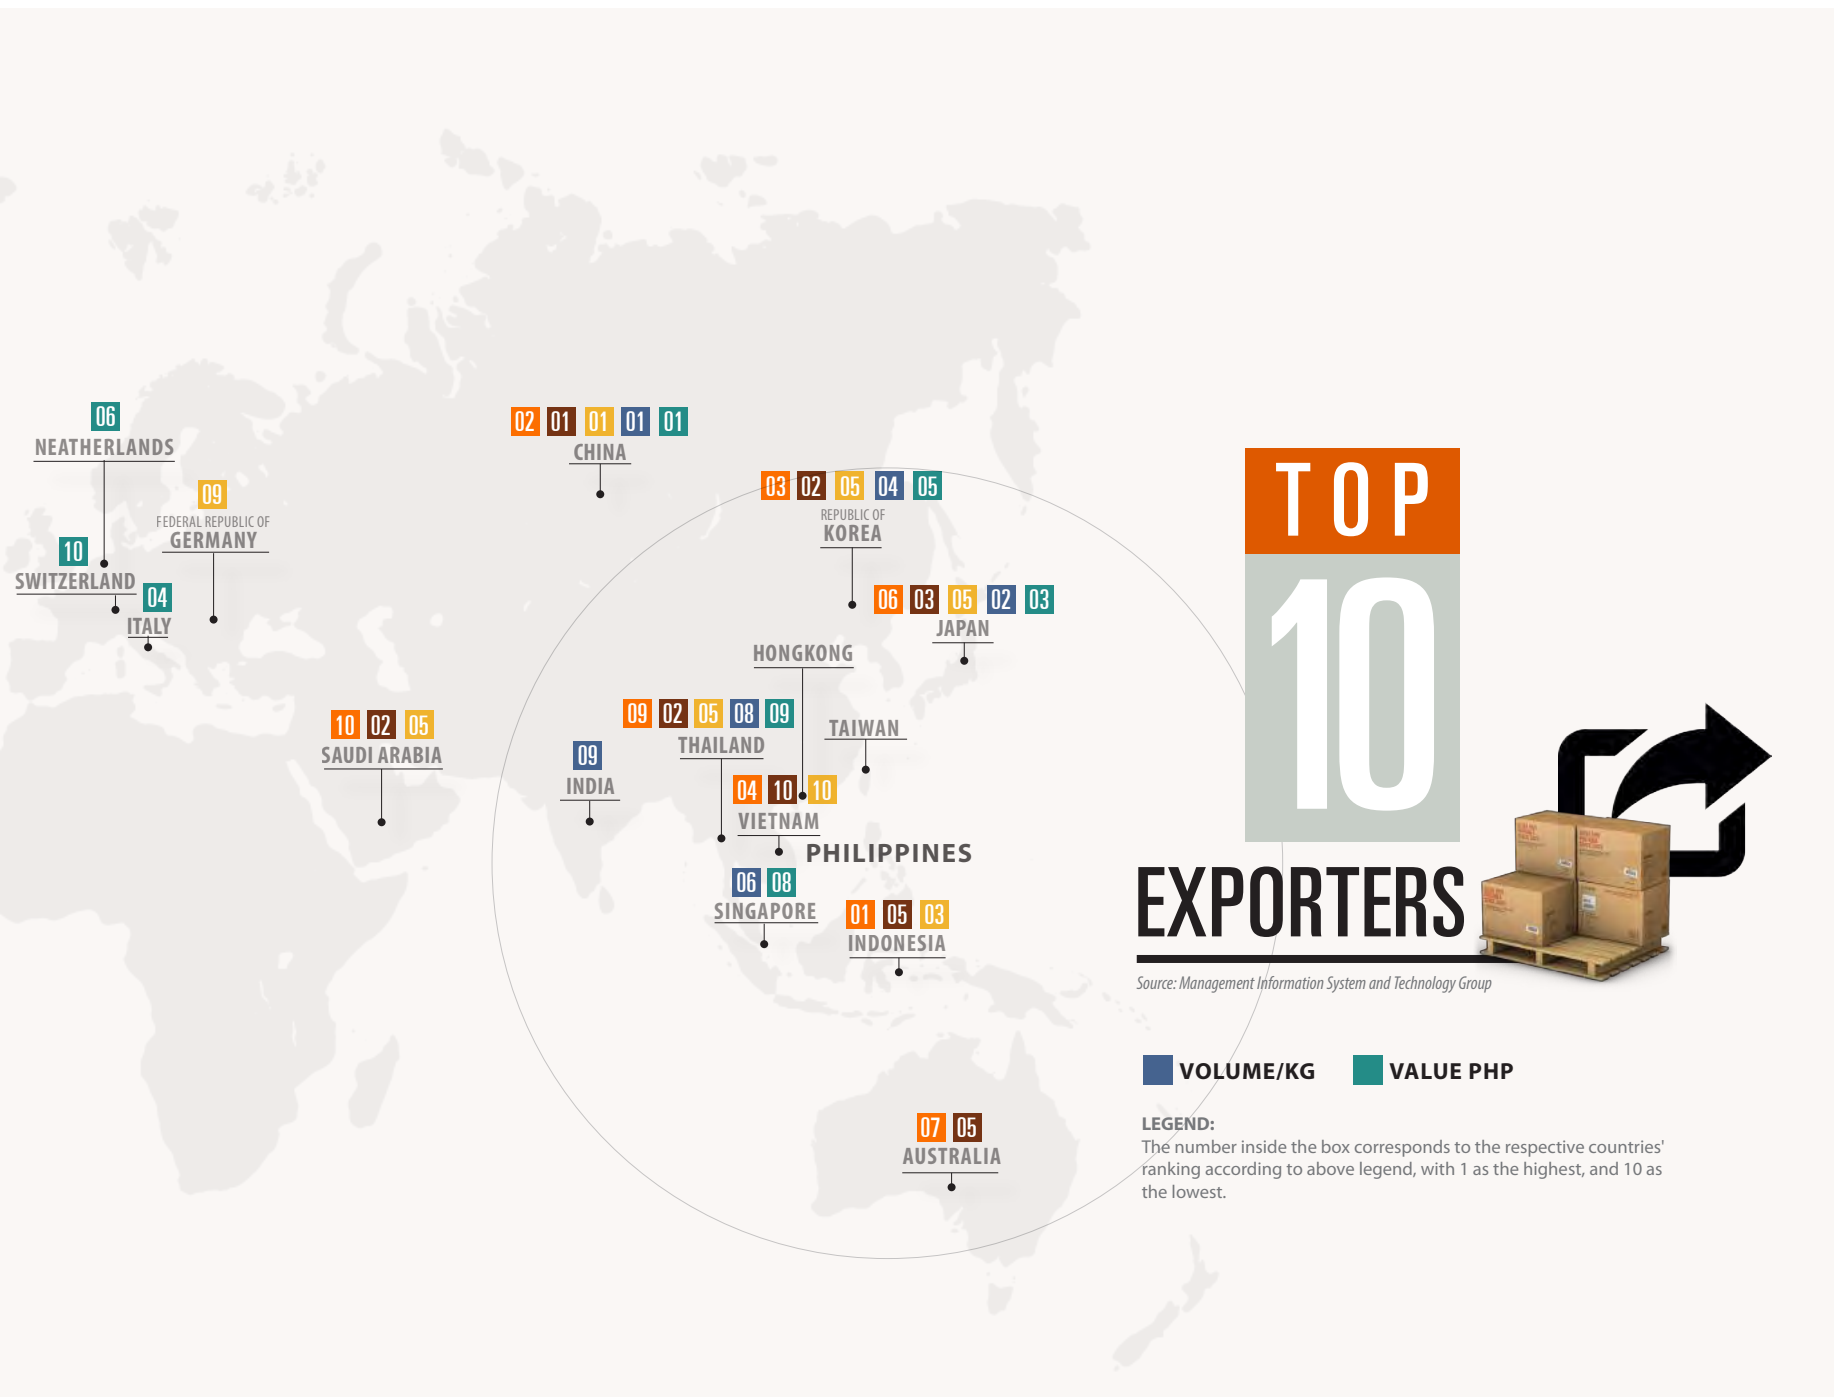 06
NEATHERLANDS
09
FEDERAL REPUBLIC OF
GERMANY
10
SWITZERLAND
04
ITALY
02 01 01 01 01
CHINA
03 02 05 04 05
REPUBLIC OF
KOREA
06 03 05 02 03
JAPAN
HONGKONG
10 02 05
SAUDI ARABIA
09 02 05 08 09
THAILAND
TAIWAN
09
INDIA
04 10 10
VIETNAM
PHILIPPINES
06 08
SINGAPORE
01 05 03
INDONESIA
07 05
AUSTRALIA
TOP
10
EXPORTERS
Source: Management Information System and Technology Group
VOLUME/KG VALUE PHP
LEGEND:
The number inside the box corresponds to the respective countries'
ranking according to above legend, with 1 as the highest, and 10 as
the lowest.